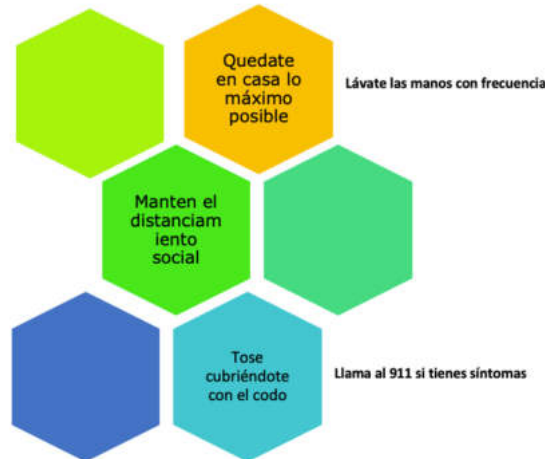 Quedate
en casa lo
máximo
posible
Lávate las manos con frecuencia
Manten el
distanciam
iento
social
Tose
cubriéndote
con el codo
Llama al 911 si tienes síntomas